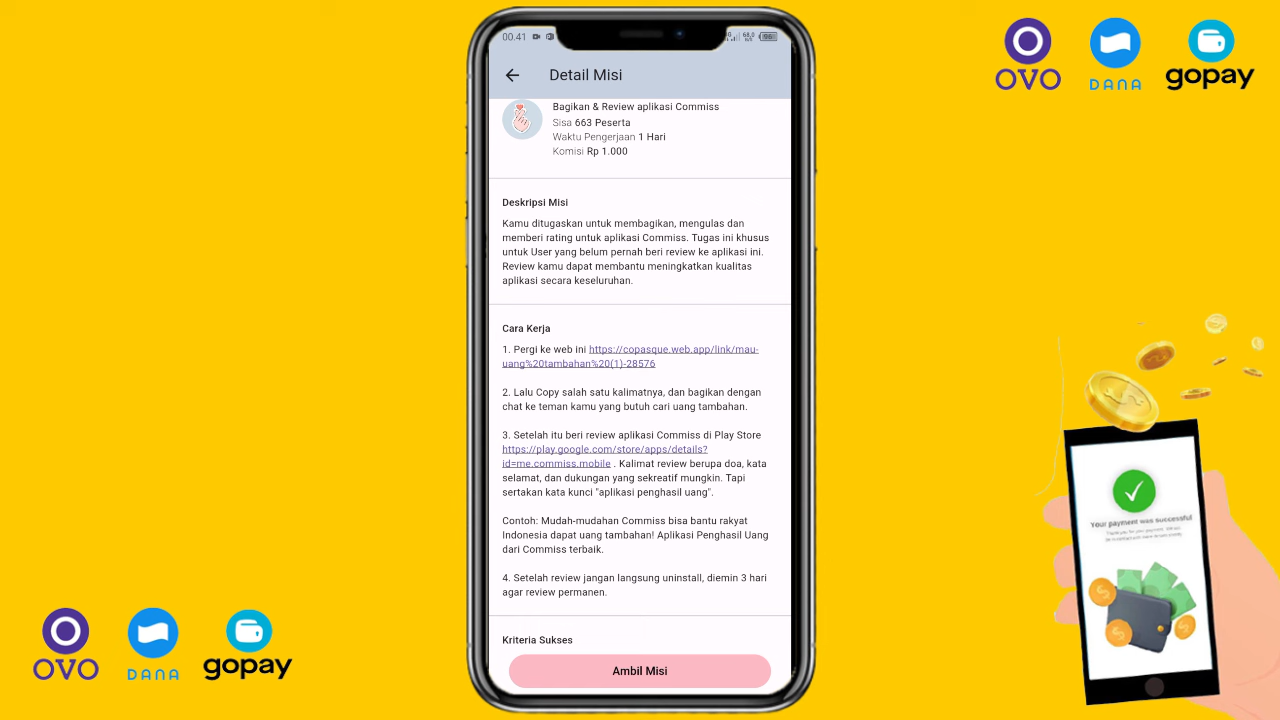 00.41
68,0
Detail Misi
OVO
DANA
gopay
Bagikan & Review aplikasi Commiss
Sisa 663 Peserta
Waktu Pengerjaan 1 Hari
Komisi Rp 1.000
Deskripsi Misi
Kamu ditugaskan untuk membagikan, mengulas dan
memberi rating untuk aplikasi Commiss. Tugas ini khusus
untuk User yang belum pernah beri review ke aplikasi ini.
Review kamu dapat membantu meningkatkan kualitas
aplikasi secara keseluruhan.
Cara Kerja
1. Pergi ke web ini https://copasque.web.app/link/mau-
uang%20tambahan%20(1)-28576
2. Lalu Copy salah satu kalimatnya, dan bagikan dengan
chat ke teman kamu yang butuh cari uang tambahan.
3. Setelah itu beri review aplikasi Commiss di Play Store
https://play.google.com/store/apps/details?
id=me.commiss.mobile . Kalimat review berupa doa, kata
selamat, dan dukungan yang sekreatif mungkin. Tapi
sertakan kata kunci "aplikasi penghasil uang".
Contoh: Mudah-mudahan Commiss bisa bantu rakyat
Indonesia dapat uang tambahan! Aplikasi Penghasil Uang
dari Commiss terbaik.
4. Setelah review jangan langsung uninstall, diemin 3 hari
agar review permanen.
Kriteria Sukses
Ambil Misi
Your payment was successful
OVO
DANA
gopay